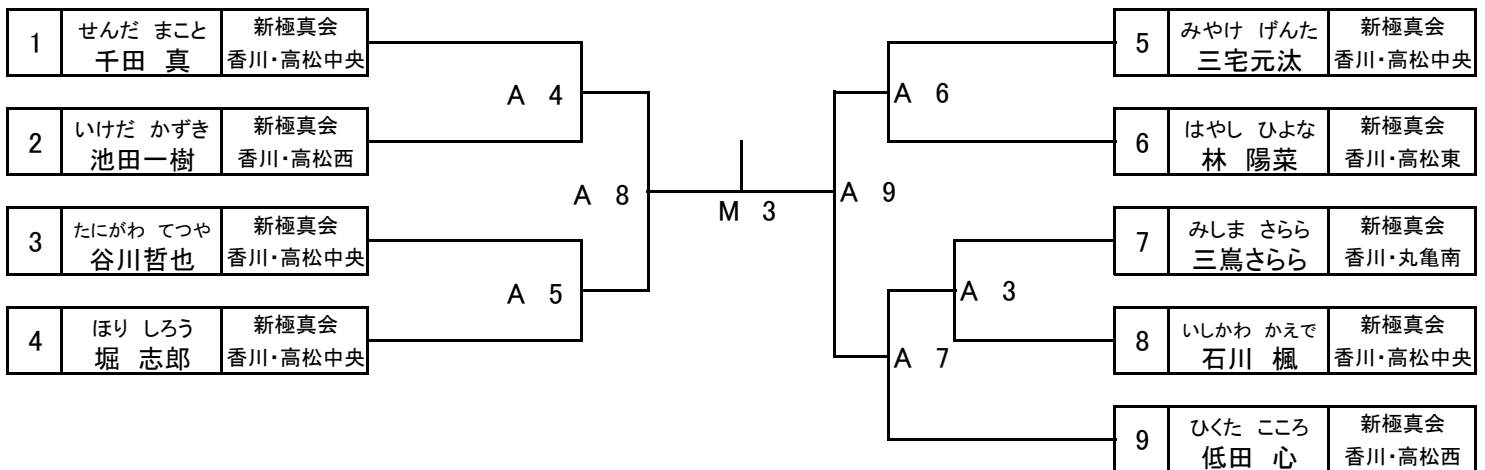 1
せんだ まこと
千田 真
新極真会
香川・高松中央
2
いけだ かずき
池田一樹
新極真会
香川・高松西
3
たにがわ てつや
谷川哲也
新極真会
香川・高松中央
4
ほり しろう
堀 志郎
新極真会
香川・高松中央
A 4
A 5
A 8
M 3
A 9
A 6
A 3
A 7
5
みやけ げんた
三宅元汰
新極真会
香川・高松中央
6
はやし ひよな
林 陽菜
新極真会
香川・高松東
7
みしま さらら
三嶌さらら
新極真会
香川・丸亀南
8
いしかわ かえで
石川 楓
新極真会
香川・高松中央
9
ひくた こころ
低田 心
新極真会
香川・高松西